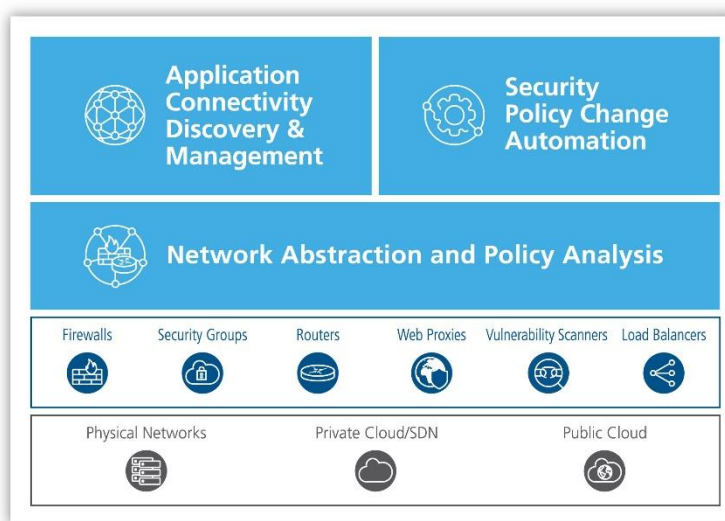 Application
Connectivity
Discovery &
Management
Security
Policy Change
Automation
Network Abstraction and Policy Analysis
Firewalls
Security Groups
Routers
Web Proxies
Vulnerability Scanners
Load Balancers
Physical Networks
Private Cloud/SDN
Public Cloud